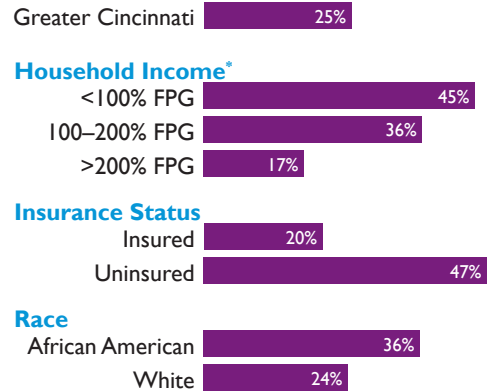 Greater Cincinnati 25%
Household Income*
<100% FPG 45%
100–200% FPG 36%
>200% FPG 17%
Insurance Status
Insured 20%
Uninsured 47%
Race
African American 36%
White 24%